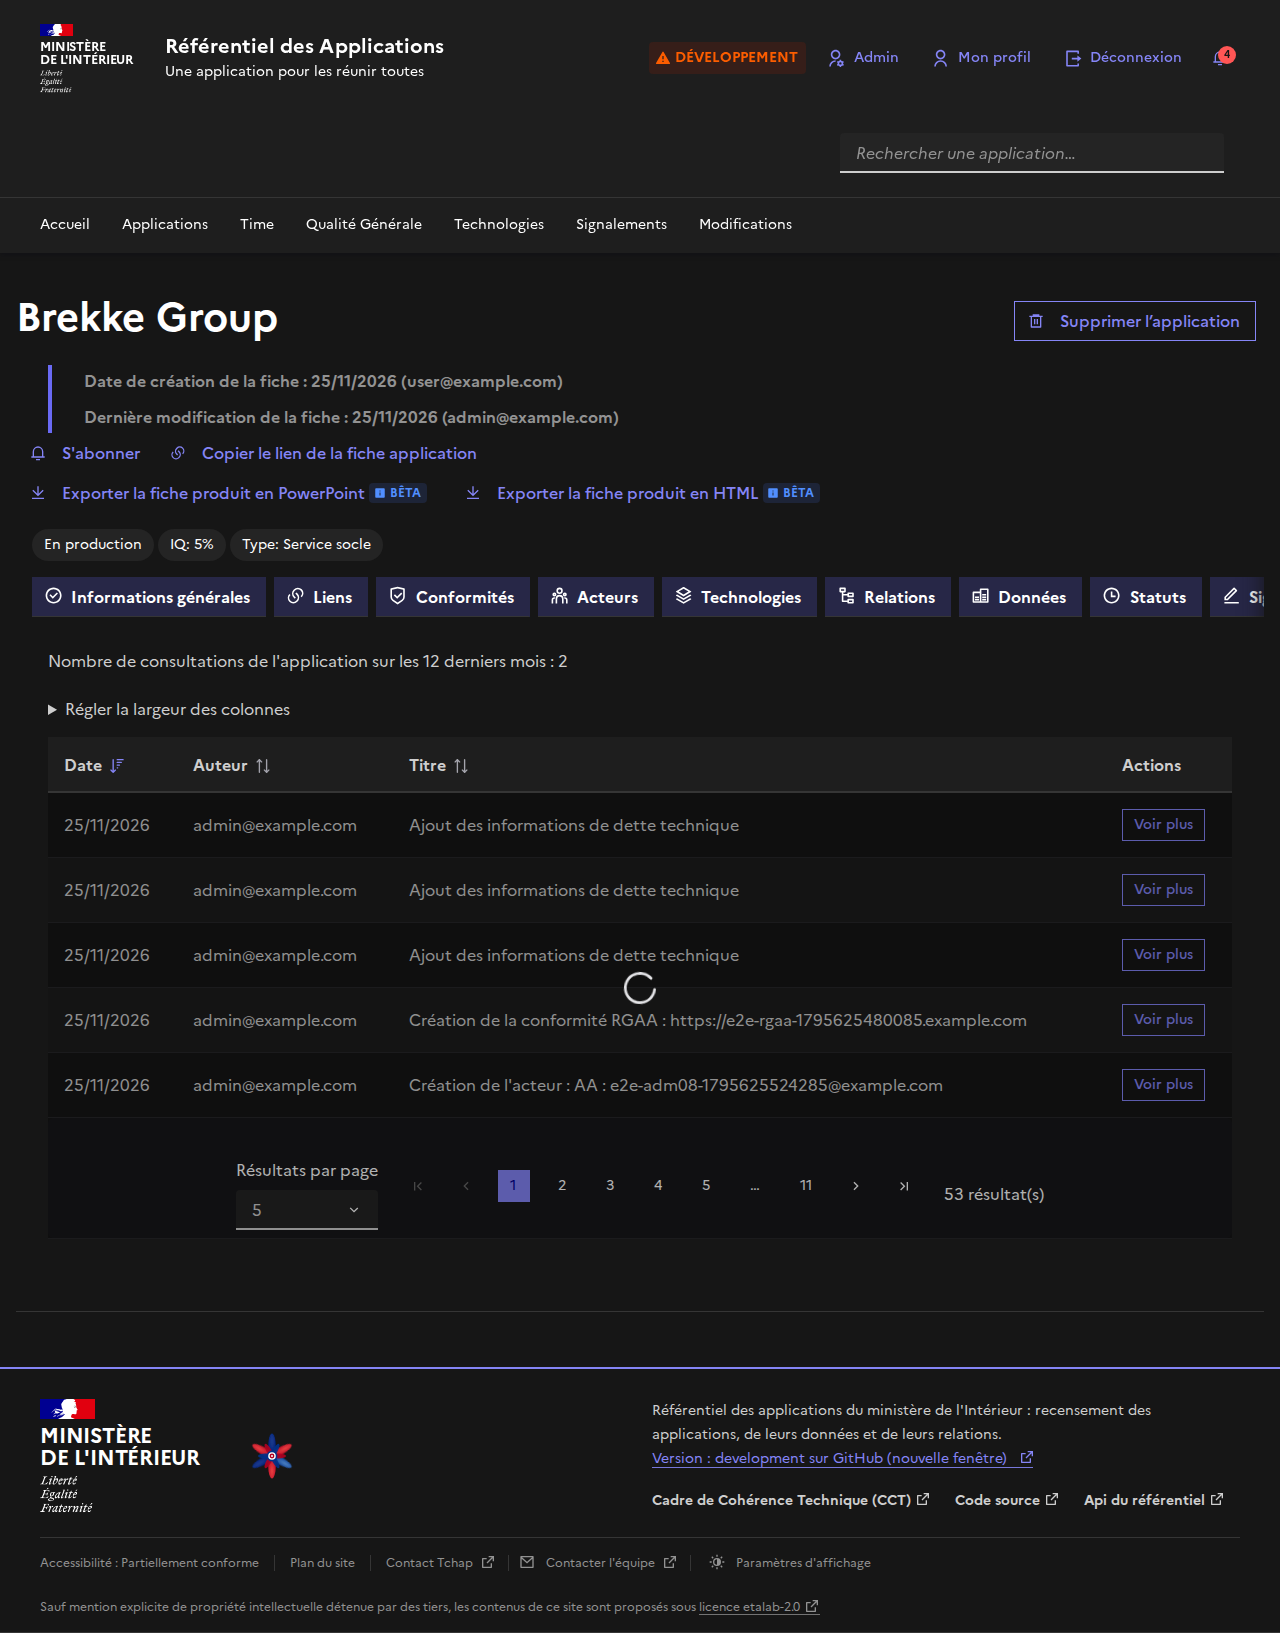 MINISTÈRE
DE L'INTÉRIEUR
Liberté
Égalité
Fraternité
Référentiel des Applications
Une application pour les réunir toutes
DÉVELOPPEMENT
Admin
Mon profil
Déconnexion
4
Rechercher une application…
Accueil
Applications
Time
Qualité Générale
Technologies
Signalements
Modifications
Brekke Group
Supprimer l’application
Date de création de la fiche : 25/11/2026 (user@example.com)
Dernière modification de la fiche : 25/11/2026 (admin@example.com)
S'abonner
Copier le lien de la fiche application
Exporter la fiche produit en PowerPoint BÊTA
Exporter la fiche produit en HTML BÊTA
En production
IQ: 5%
Type: Service socle
Informations générales
Liens
Conformités
Acteurs
Technologies
Relations
Données
Statuts
Nombre de consultations de l'application sur les 12 derniers mois : 2
Régler la largeur des colonnes
Date Auteur Titre Actions
25/11/2026 admin@example.com Ajout des informations de dette technique Voir plus
25/11/2026 admin@example.com Ajout des informations de dette technique Voir plus
25/11/2026 admin@example.com Ajout des informations de dette technique Voir plus
25/11/2026 admin@example.com Création de la conformité RGAA : https://e2e-rgaa-1795625480085.example.com Voir plus
25/11/2026 admin@example.com Création de l'acteur : AA : e2e-adm08-1795625524285@example.com Voir plus
Résultats par page
5
1 2 3 4 5 … 11
53 résultat(s)
MINISTÈRE
DE L'INTÉRIEUR
Liberté
Égalité
Fraternité
Référentiel des applications du ministère de l'Intérieur : recensement des
applications, de leurs données et de leurs relations.
Version : development sur GitHub (nouvelle fenêtre)
Cadre de Cohérence Technique (CCT)
Code source
Api du référentiel
Accessibilité : Partiellement conforme
Plan du site
Contact Tchap
Contacter l'équipe
Paramètres d'affichage
Sauf mention explicite de propriété intellectuelle détenue par des tiers, les contenus de ce site sont proposés sous licence etalab-2.0